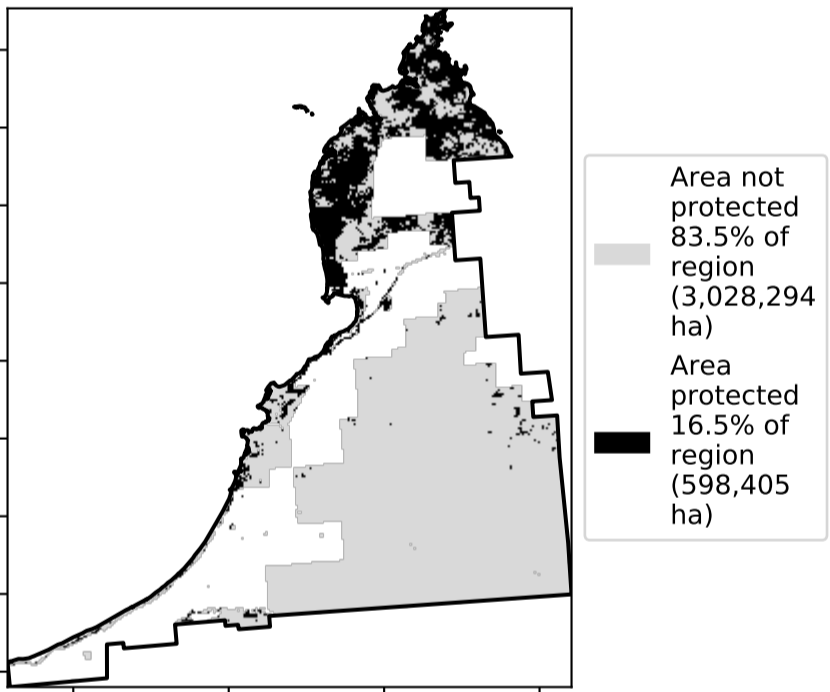 Area not
protected
83.5% of
region
(3,028,294
ha)
Area
protected
16.5% of
region
(598,405
ha)